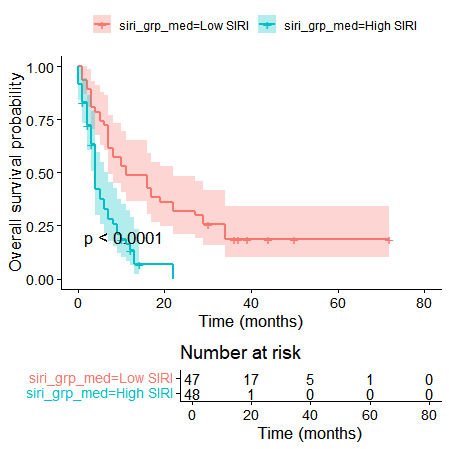 siri_grp_med=Low SIRI siri_grp_med=High SIRI
1.00
0.75
0.50
0.25
0.00
Overall survival probability
p < 0.0001
0 20 40 60 80
Time (months)
Number at risk
siri_grp_med=Low SIRI 47 17 5 1 0
siri_grp_med=High SIRI 48 1 0 0 0
0 20 40 60 80
Time (months)